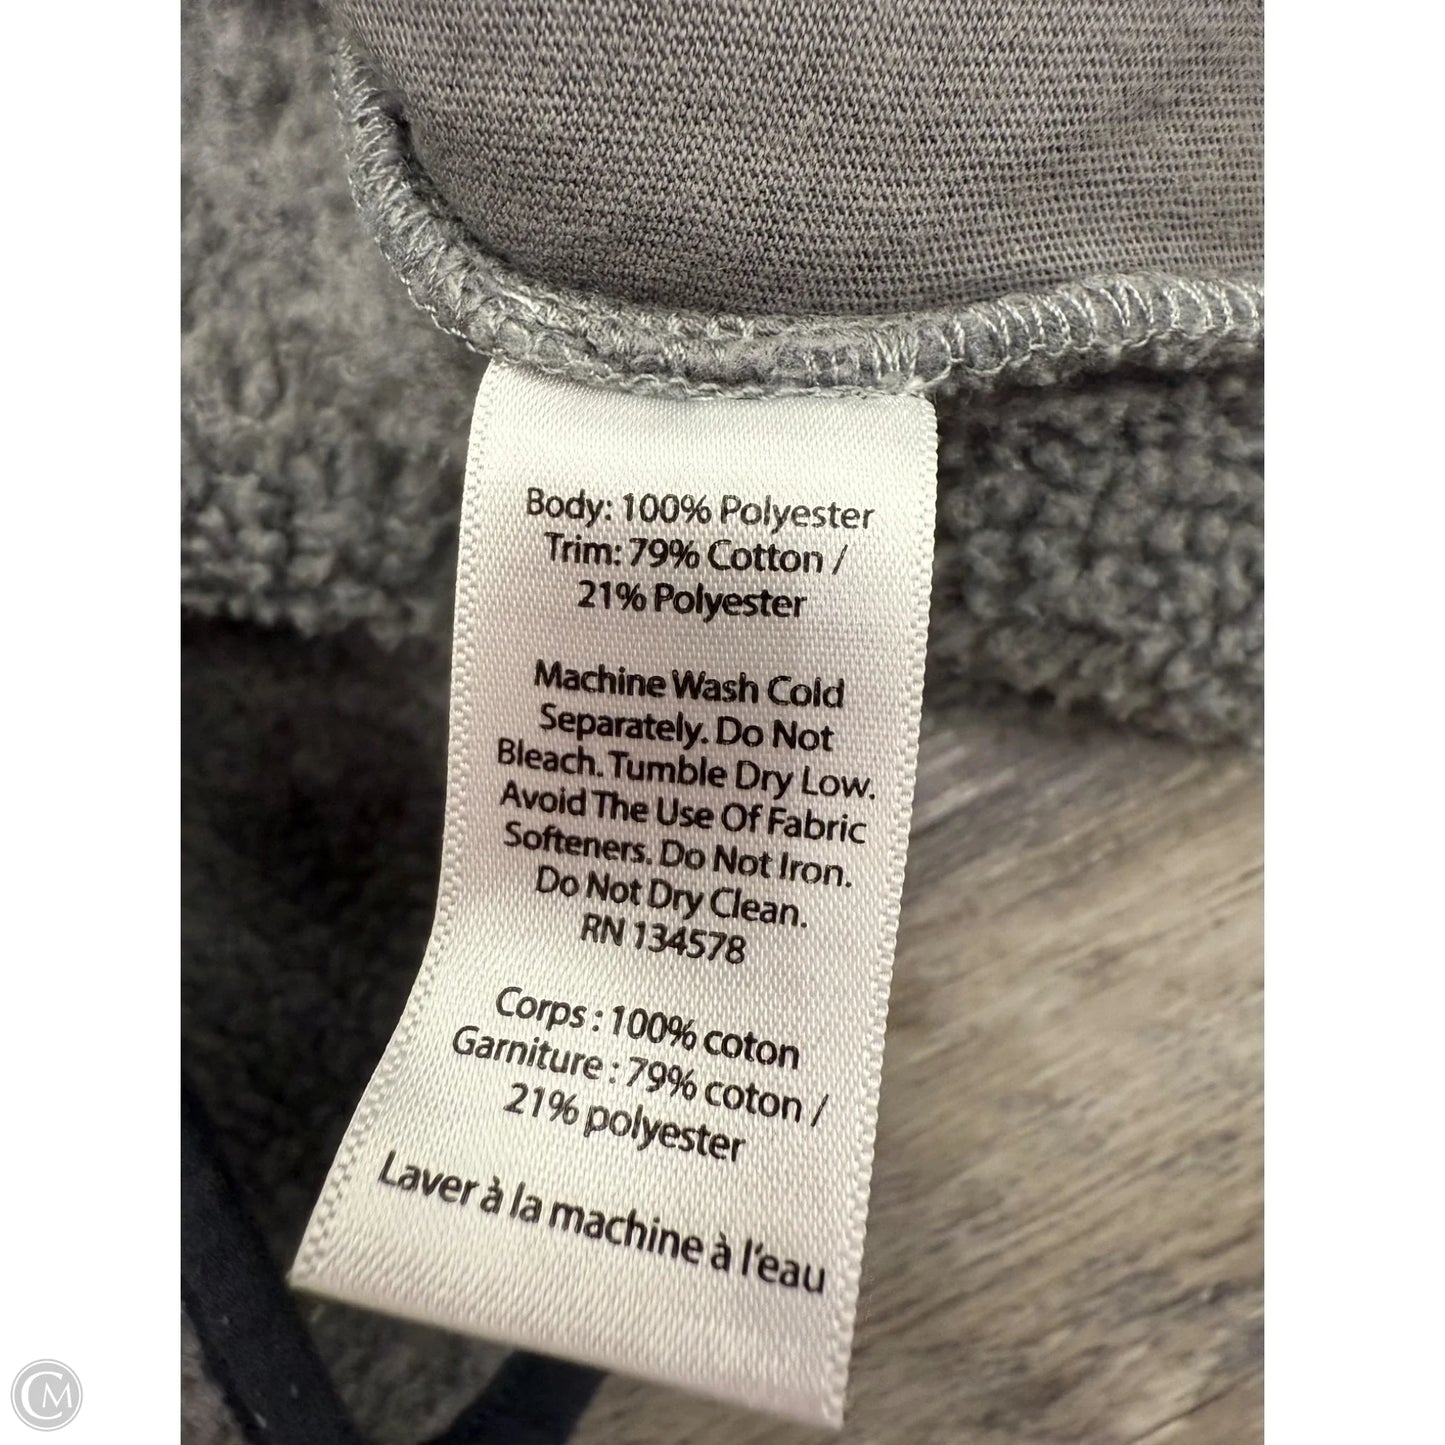 Body: 100% Polyester
Trim: 79% Cotton /
21% Polyester
Machine Wash Cold
Separately. Do Not
Bleach. Tumble Dry Low.
Avoid The Use Of Fabric
Softeners. Do Not Iron.
Do Not Dry Clean.
RN 134578
Corps : 100% coton
Garniture : 79% coton /
21% polyester
Laver à la machine à l'eau
CM